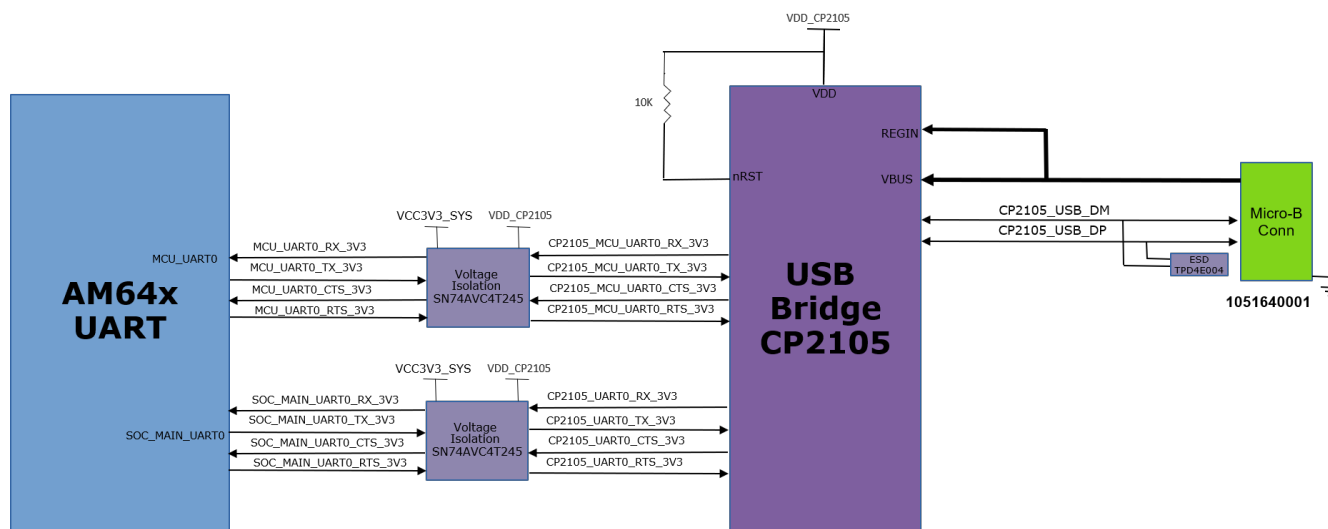 VDD_CP2105
VDD
10K
nRST
REGIN
VBUS
CP2105_USB_DM
CP2105_USB_DP
ESD
TPD4E004
Micro-B
Conn
1051640001
USB
Bridge
CP2105
AM64x
UART
MCU_UART0
VCC3V3_SYS
VDD_CP2105
MCU_UART0_RX_3V3
MCU_UART0_TX_3V3
MCU_UART0_CTS_3V3
MCU_UART0_RTS_3V3
Voltage
Isolation
SN74AVC4T245
CP2105_MCU_UART0_RX_3V3
CP2105_MCU_UART0_TX_3V3
CP2105_MCU_UART0_CTS_3V3
CP2105_MCU_UART0_RTS_3V3
SOC_MAIN_UART0
VCC3V3_SYS
VDD_CP2105
SOC_MAIN_UART0_RX_3V3
SOC_MAIN_UART0_TX_3V3
SOC_MAIN_UART0_CTS_3V3
SOC_MAIN_UART0_RTS_3V3
Voltage
Isolation
SN74AVC4T245
CP2105_UART0_RX_3V3
CP2105_UART0_TX_3V3
CP2105_UART0_CTS_3V3
CP2105_UART0_RTS_3V3